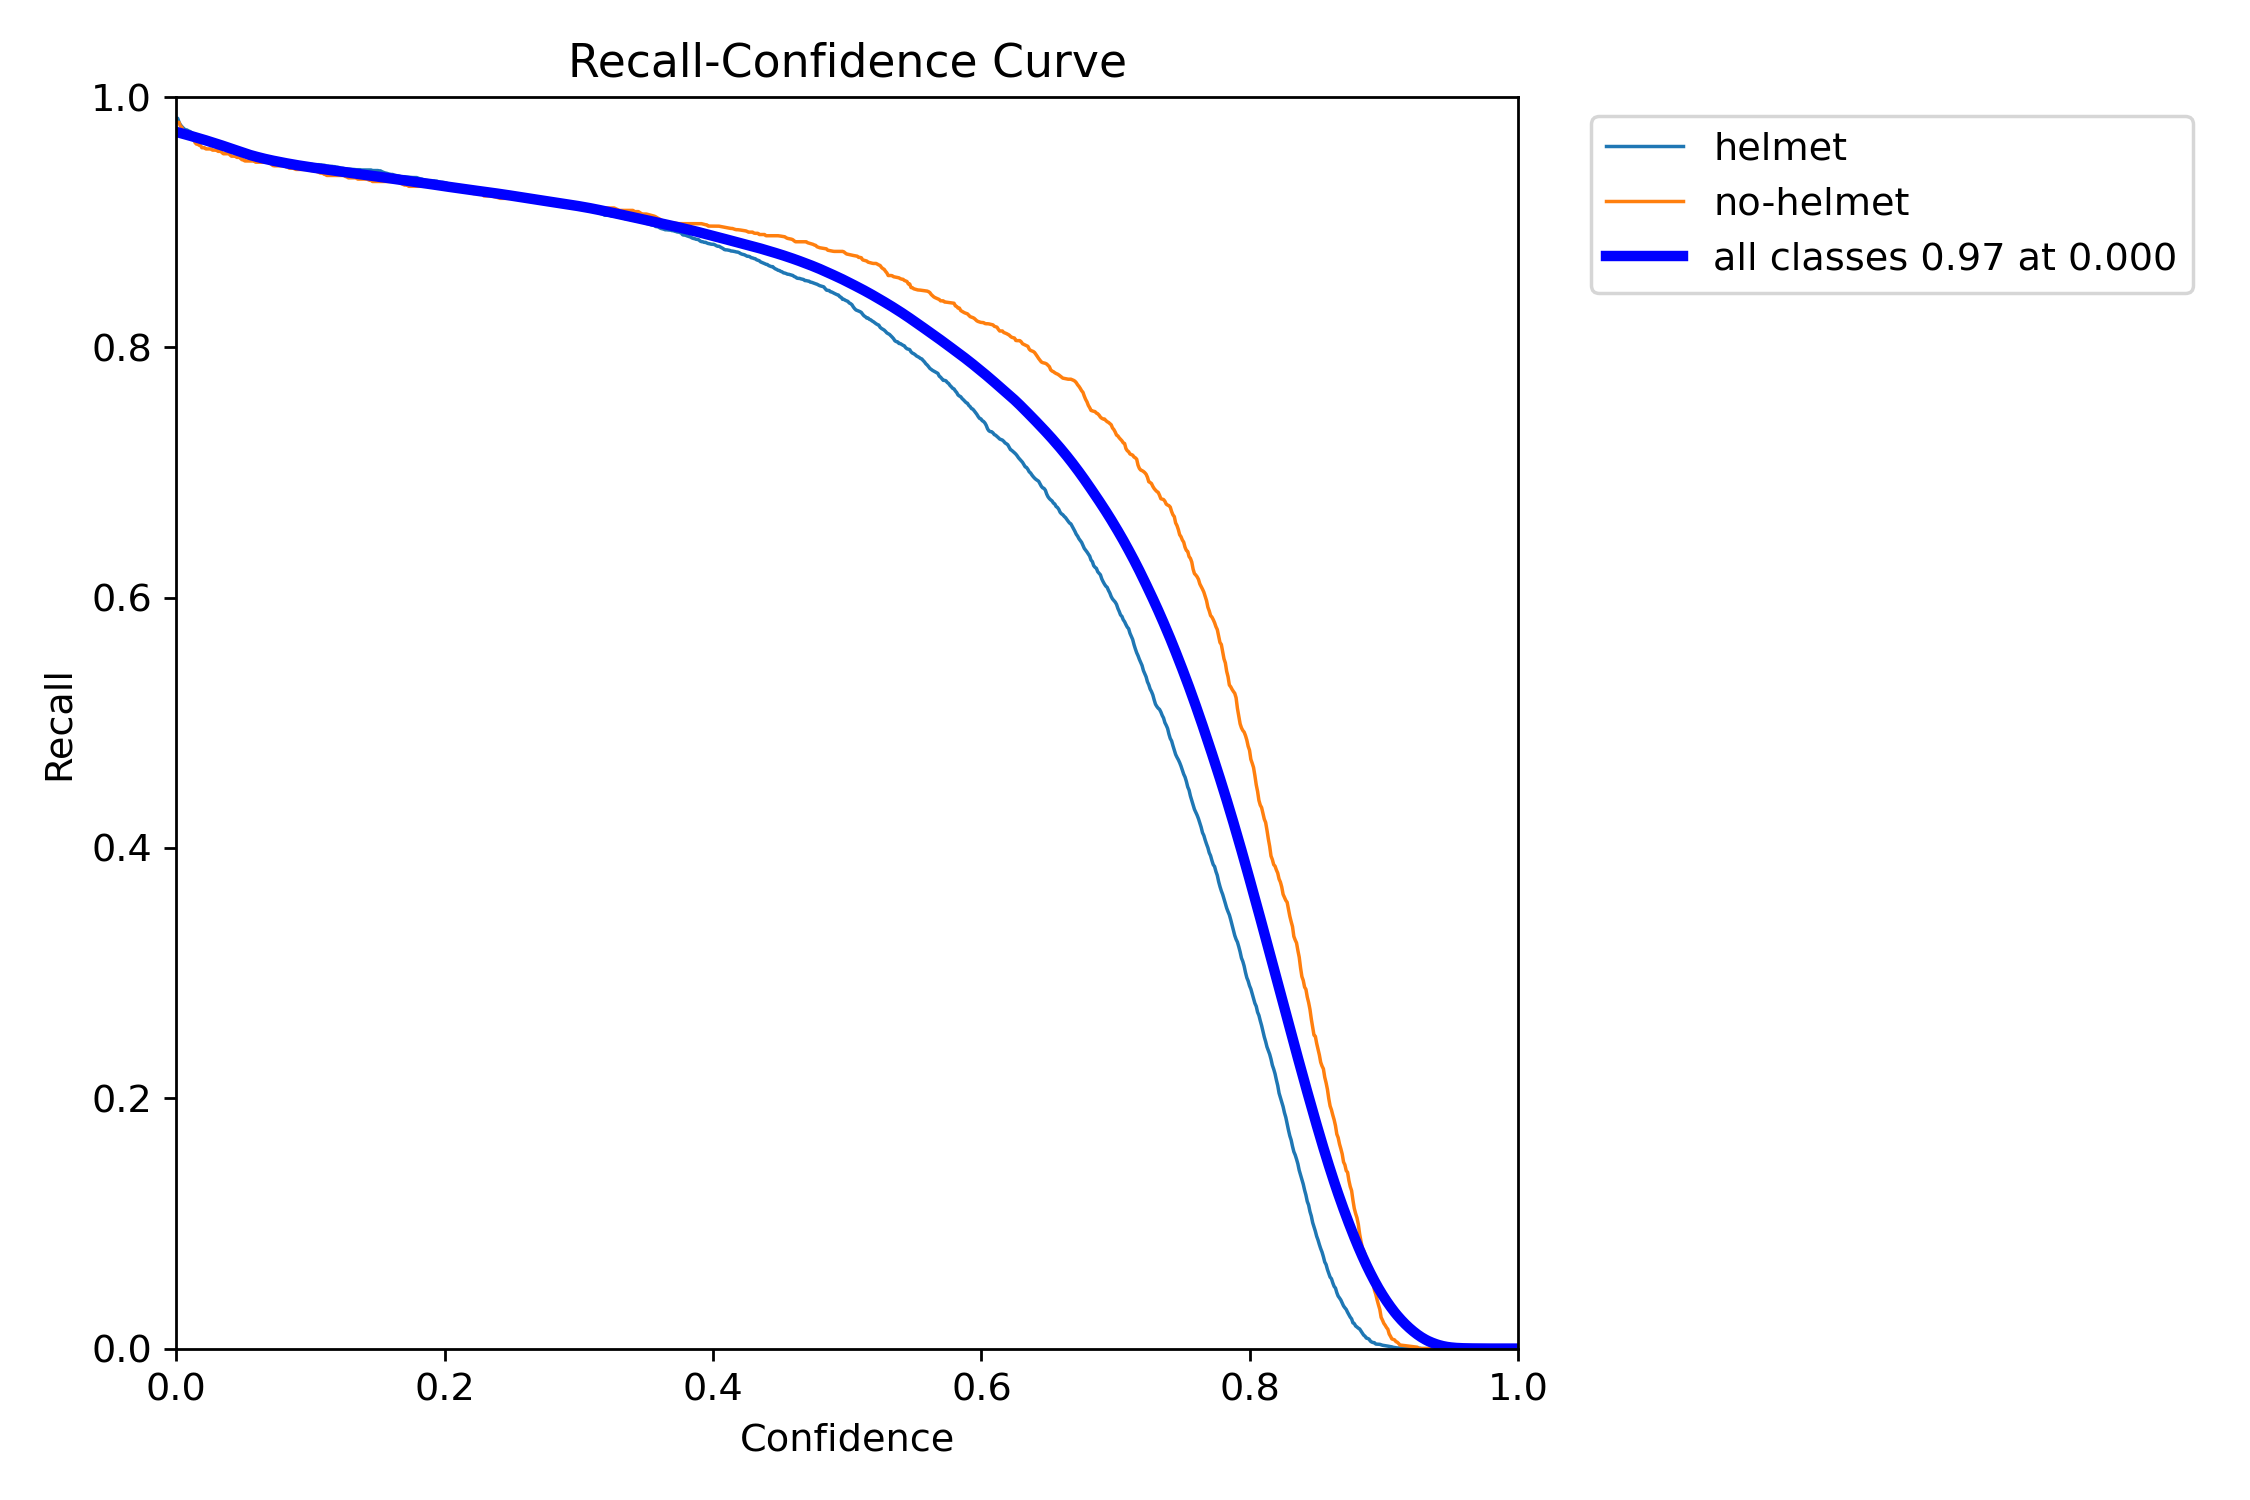 Recall-Confidence Curve
1.0
0.8
0.6
0.4
0.2
0.0
Recall
0.0 0.2 0.4 0.6 0.8 1.0
Confidence
helmet
no-helmet
all classes 0.97 at 0.000